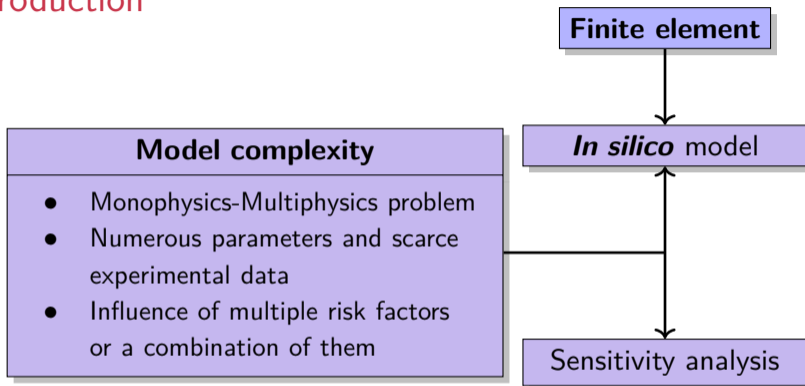 roduction
Finite element
In silico model
Model complexity
● Monophysics-Multiphysics problem
● Numerous parameters and scarce
experimental data
● Influence of multiple risk factors
or a combination of them
Sensitivity analysis